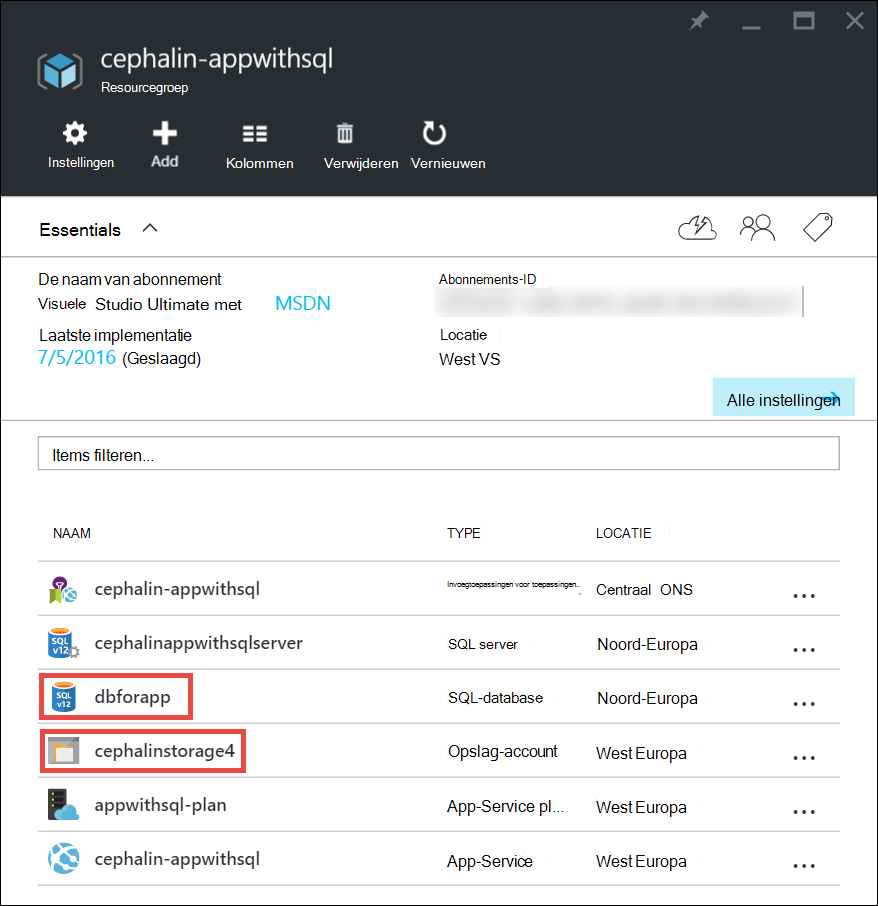 cephalin-appwithsql
Resourcegroep
Instellingen Add Kolommen Verwijderen Vernieuwen
Essentials
De naam van abonnement Abonnements-ID
Visuele Studio Ultimate met MSDN
Laatste implementatie Locatie
7/5/2016 (Geslaagd) West VS
Alle instellingen
Items filteren...
NAAM TYPE LOCATIE
cephalin-appwithsql Invoegtoepassingen voor toepassingen... Centraal ONS ...
SQL v12 cephalinappwithsqlserver SQL server Noord-Europa ...
SQL v12 dbforapp SQL-database Noord-Europa ...
cephalinstorage4 Opslag-account West Europa ...
appwithsql-plan App-Service pl... West Europa ...
cephalin-appwithsql App-Service West Europa ...